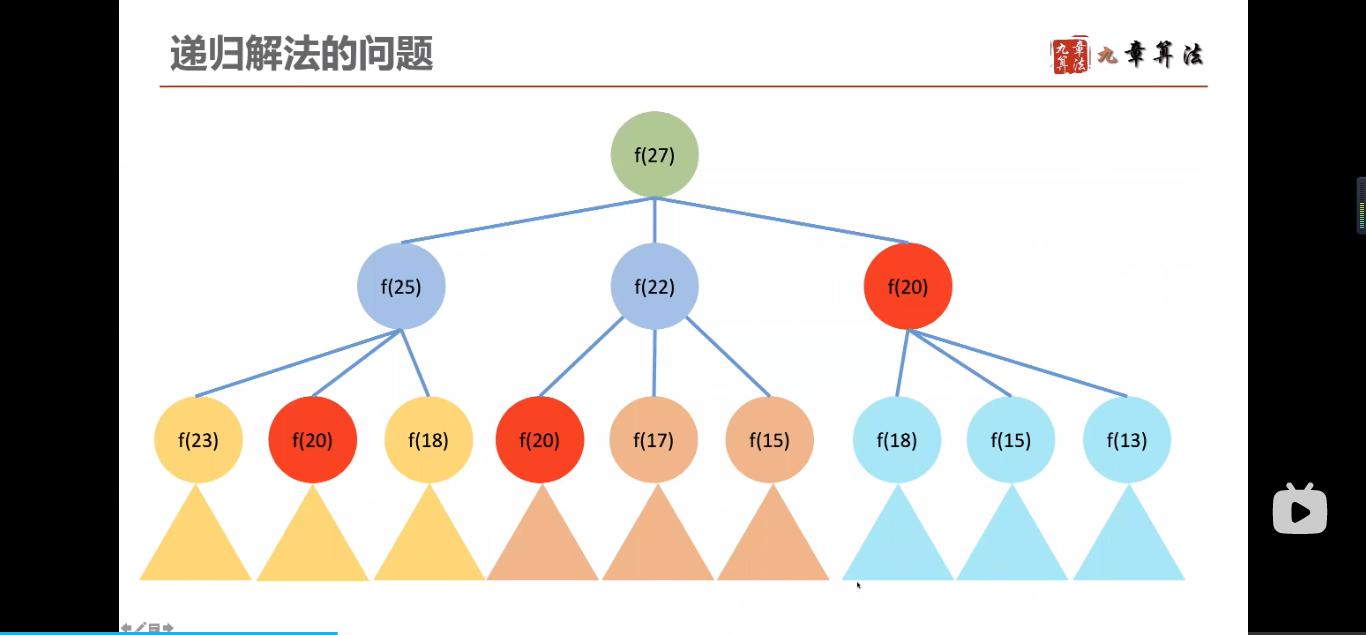 递归解法的问题
九章算法
九章算法
f(27)
f(25) f(22) f(20)
f(23) f(20) f(18) f(20) f(17) f(15) f(18) f(15) f(13)